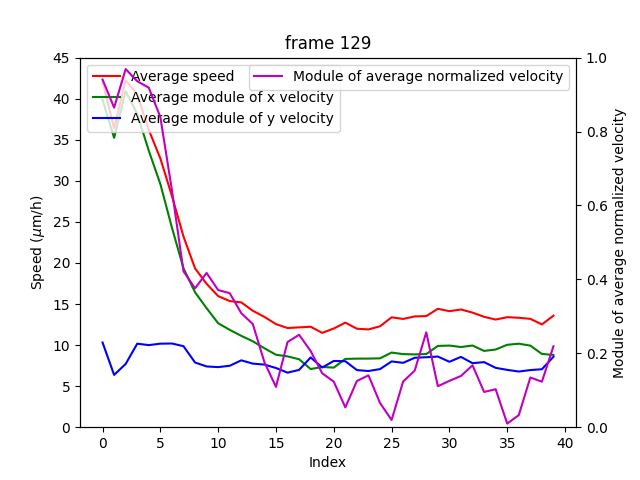 frame 129
Average speed
Average module of x velocity
Average module of y velocity
Module of average normalized velocity
Speed (μm/h)
45
40
35
30
25
20
15
10
5
0
1.0
0.8
0.6
0.4
0.2
0.0
Module of average normalized velocity
0 5 10 15 20 25 30 35 40
Index